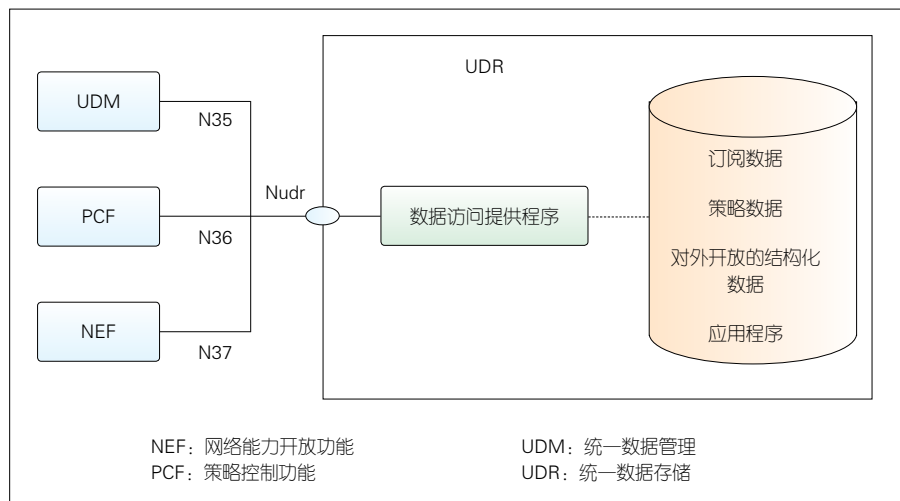 UDR
UDM
N35
PCF
N36
NEF
N37
Nudr
数据访问提供程序
订阅数据
策略数据
对外开放的结构化
数据
应用程序
NEF：网络能力开放功能
PCF：策略控制功能
UDM：统一数据管理
UDR：统一数据存储